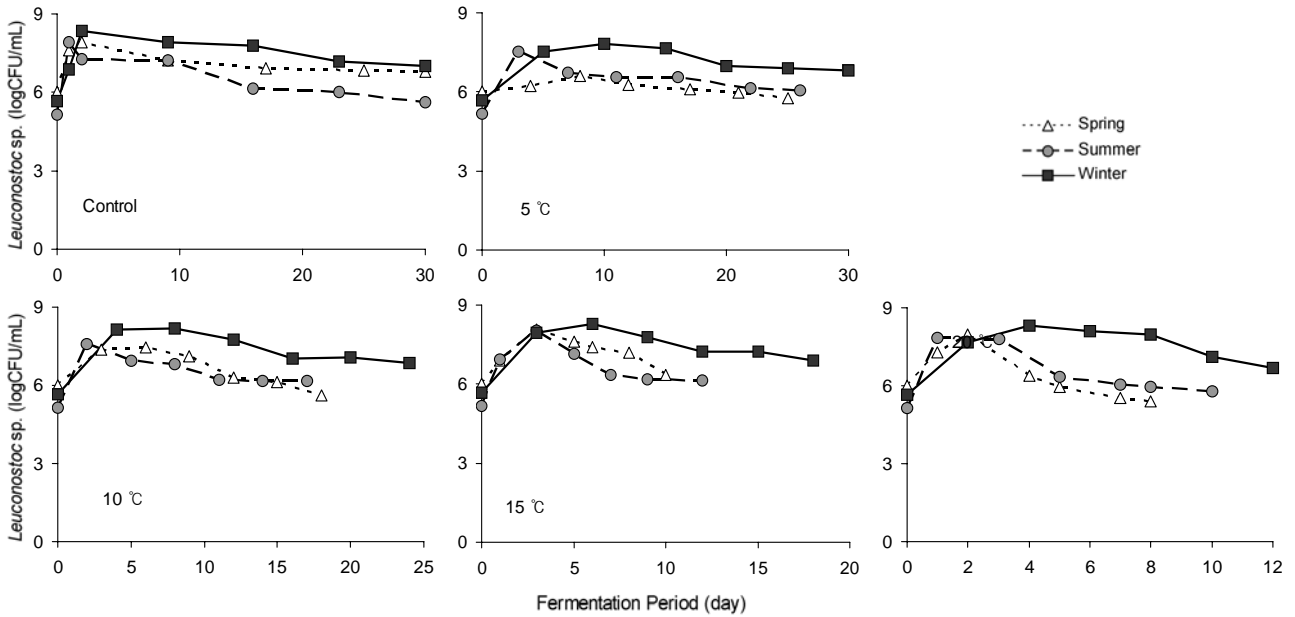 9
6
3
0
Leuconostoc sp. (logCFU/mL)
Control
0 10 20 30
9
6
3
0
5 ℃
0 10 20 30
Spring
Summer
Winter
9
6
3
0
Leuconostoc sp. (logCFU/mL)
10 ℃
0 5 10 15 20 25
9
6
3
0
15 ℃
0 5 10 15 20
9
6
3
0
20 ℃
0 2 4 6 8 10 12
Fermentation Period (day)